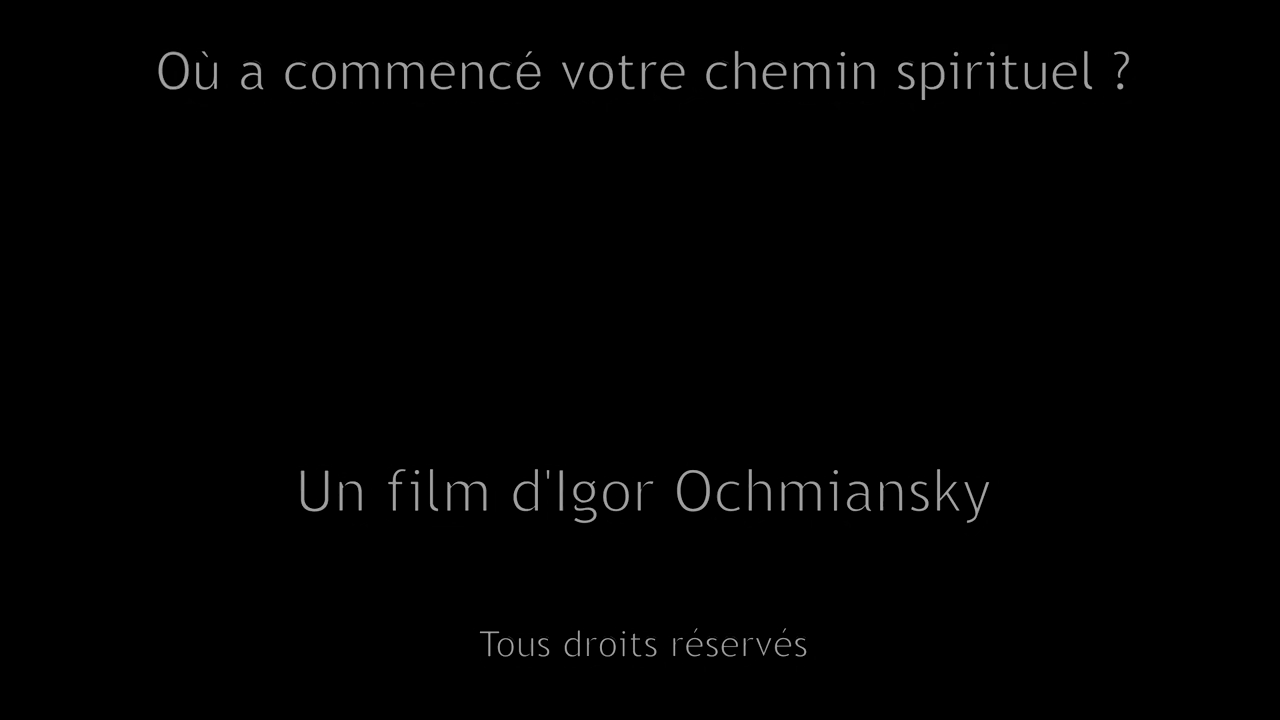 Où a commencé votre chemin spirituel ?
Un film d'Igor Ochmiansky
Tous droits réservés